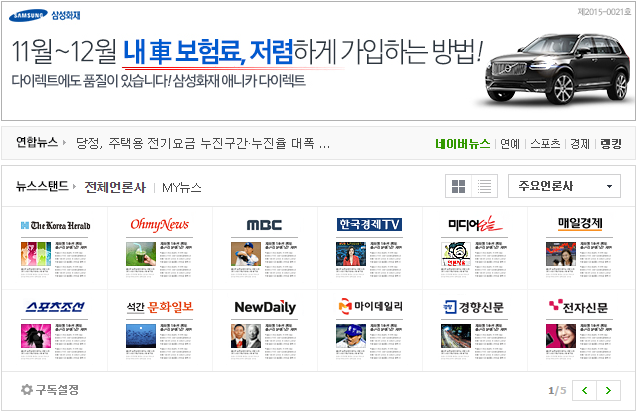 SAMSUNG 삼성화재
제2015-0021호
11월~12월 내 車 보험료, 저렴하게 가입하는 방법!
다이렉트에도 품질이 있습니다! 삼성화재 애니카 다이렉트
연합뉴스 당정, 주택용 전기요금 누진구간·누진율 대폭 ...
네이버뉴스 연예 스포츠 경제 랭킹
뉴스스탠드 전체언론사 MY뉴스 주요언론사
The Korea Herald OhmyNews MBC 한국경제TV 미디어오늘 매일경제
스포츠조선 석간 문화일보 NewDaily 마이데일리 경향신문 전자신문
구독설정 1/5